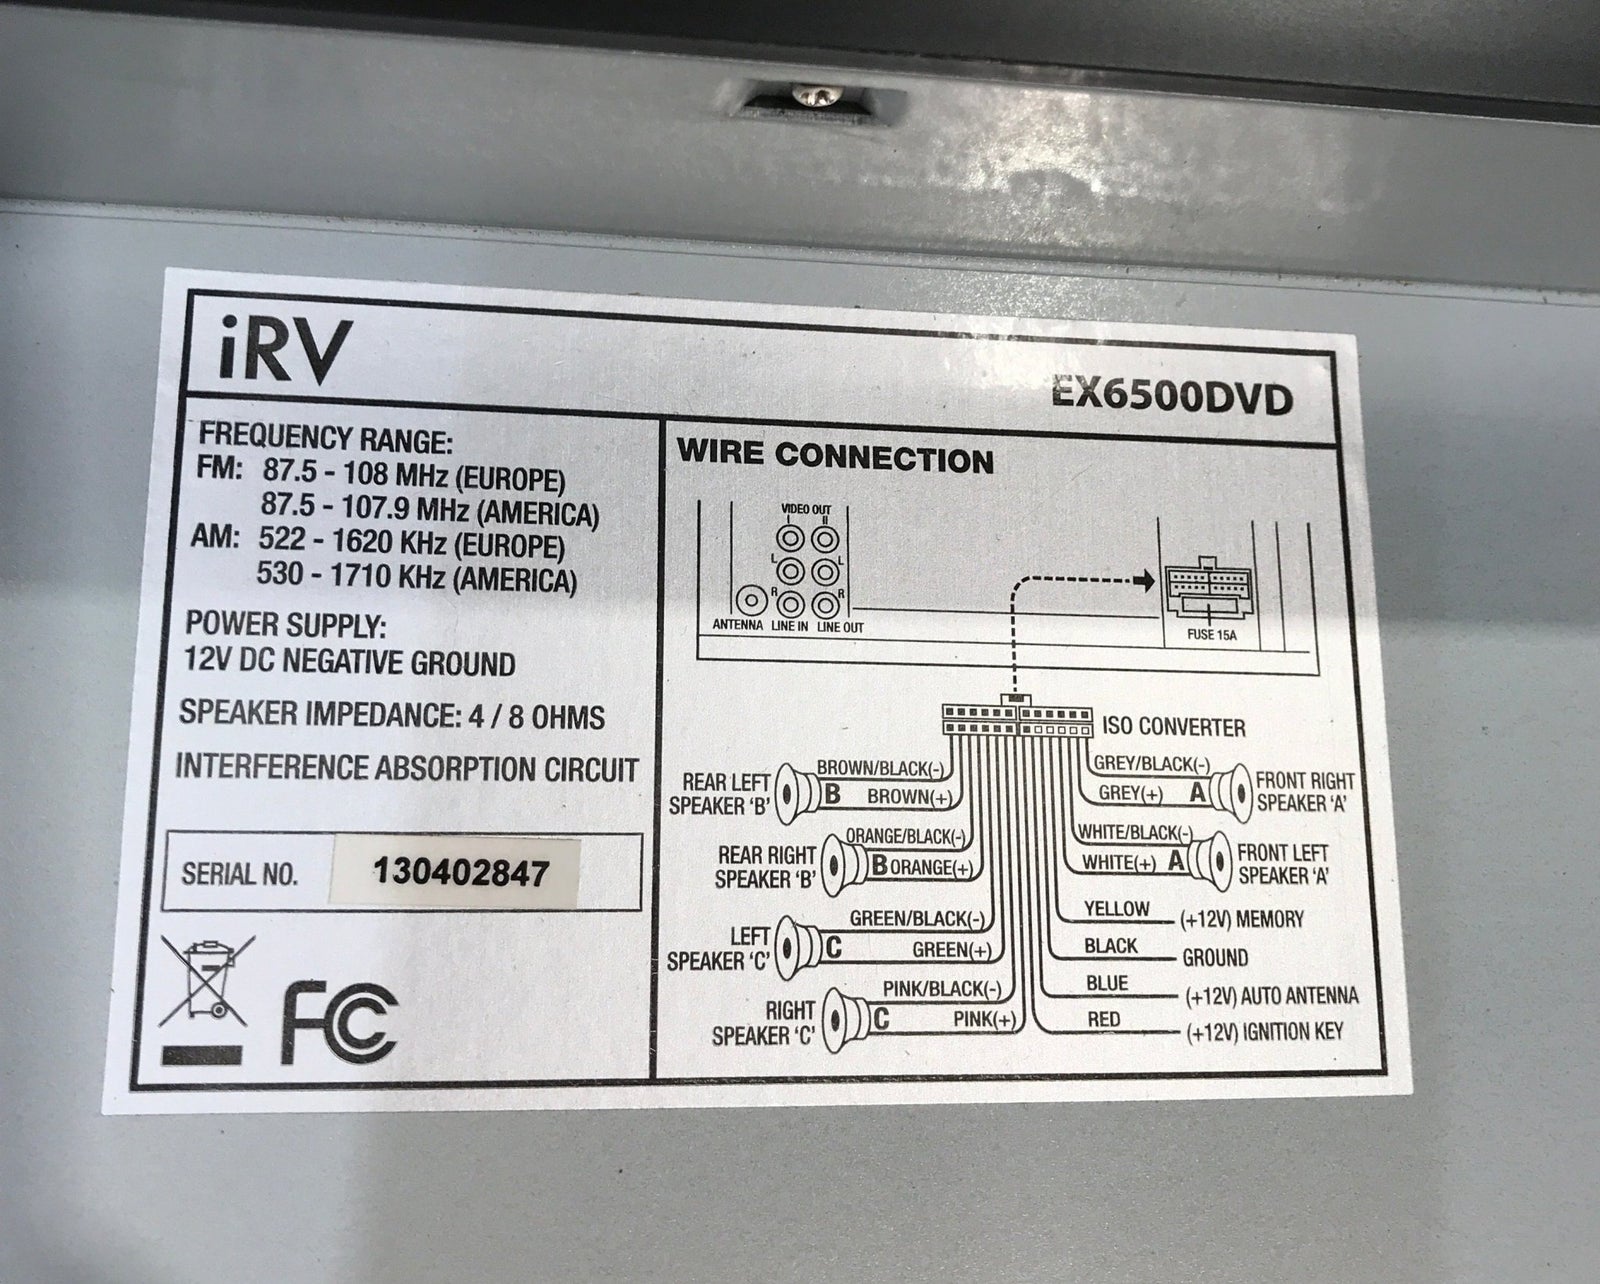 iRV
EX6500DVD
FREQUENCY RANGE:
FM: 87.5 - 108 MHz (EUROPE)
87.5 - 107.9 MHz (AMERICA)
AM: 522 - 1620 KHz (EUROPE)
530 - 1710 KHz (AMERICA)
POWER SUPPLY:
12V DC NEGATIVE GROUND
SPEAKER IMPEDANCE: 4 / 8 OHMS
INTERFERENCE ABSORPTION CIRCUIT
SERIAL NO. 130402847
FC
WIRE CONNECTION
VIDEO OUT
I II
L L
R R
ANTENNA LINE IN LINE OUT
FUSE 15A
ISO CONVERTER
REAR LEFT
SPEAKER 'B'
B
BROWN/BLACK(-)
BROWN(+)
REAR RIGHT
SPEAKER 'B'
B
ORANGE/BLACK(-)
ORANGE(+)
LEFT
SPEAKER 'C'
C
GREEN/BLACK(-)
GREEN(+)
RIGHT
SPEAKER 'C'
C
PINK/BLACK(-)
PINK(+)
GREY/BLACK(-)
GREY(+)
A
FRONT RIGHT
SPEAKER 'A'
WHITE/BLACK(-)
WHITE(+)
A
FRONT LEFT
SPEAKER 'A'
YELLOW (+12V) MEMORY
BLACK GROUND
BLUE (+12V) AUTO ANTENNA
RED (+12V) IGNITION KEY